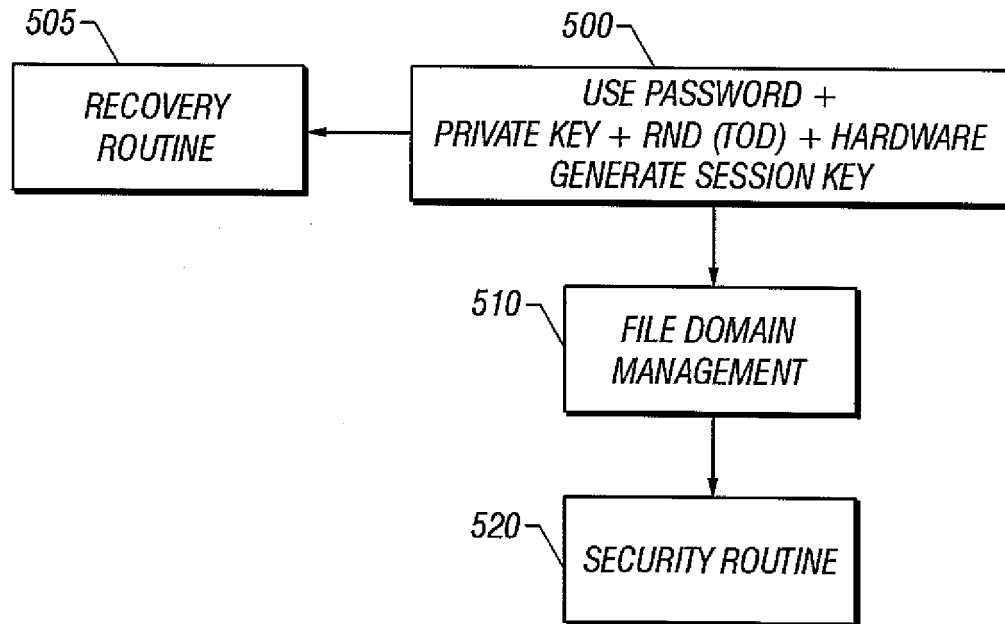 505
RECOVERY
ROUTINE
500
USE PASSWORD +
PRIVATE KEY + RND (TOD) + HARDWARE
GENERATE SESSION KEY
510
FILE DOMAIN
MANAGEMENT
520
SECURITY ROUTINE